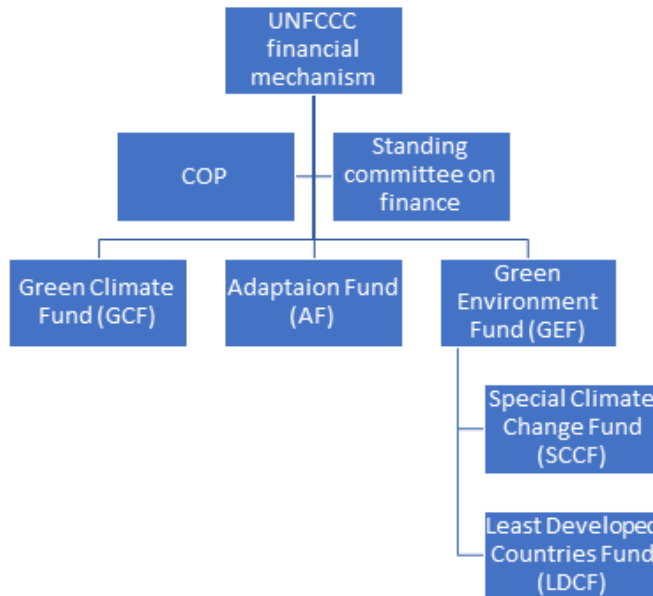 UNFCCC
financial
mechanism
COP
Standing
committee on
finance
Green Climate
Fund (GCF)
Adaptaion Fund
(AF)
Green
Environment
Fund (GEF)
Special Climate
Change Fund
(SCCF)
Least Developed
Countries Fund
(LDCF)